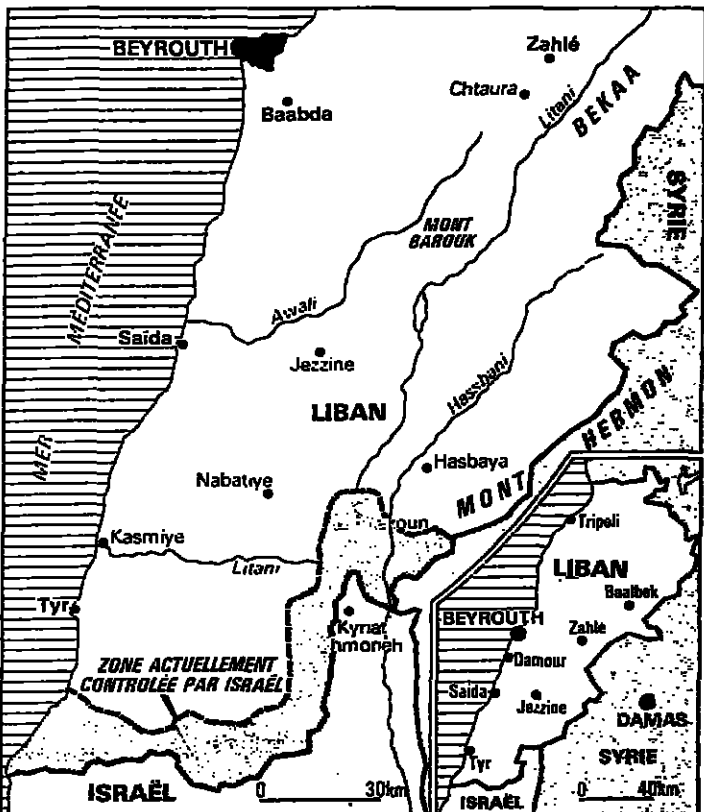 BEYROUTH
Zahlé
Chtaura
Litani
BEKAA
Baabda
SYRIE
MONT
BAROUK
MER MÉDITERRANÉE
Awali
Saïda
Jezzine
Hassbani
LIBAN
MONT HERMON
Hasbaya
Nabatiye
Kasmiye
Litani
Tyr
Kyriat
ZONE ACTUELLEMENT
CONTROLÉE PAR ISRAËL
ISRAËL
0 30km
Tripoli
LIBAN
Baalbek
BEYROUTH
Zahlé
Damour
Saïda
Jezzine
DAMAS
Tyr
SYRIE
ISRAËL
0 40km